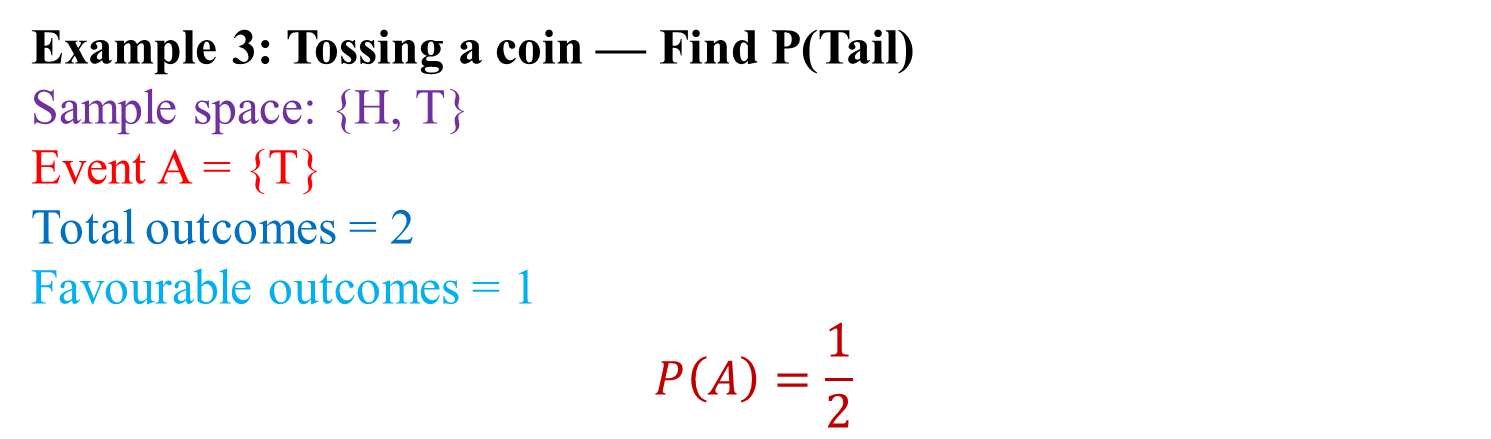 Example 3: Tossing a coin — Find P(Tail)
Sample space: {H, T}
Event A = {T}
Total outcomes = 2
Favourable outcomes = 1
P(A) = 1/2